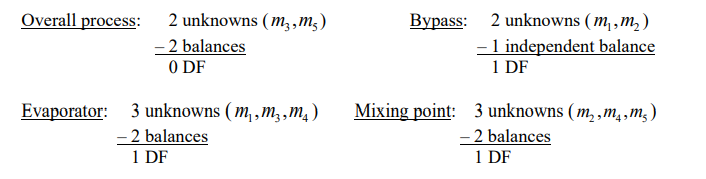 Overall process: 2 unknowns (m₃, m₅)
– 2 balances
0 DF
Bypass: 2 unknowns (m₁, m₂)
– 1 independent balance
1 DF
Evaporator: 3 unknowns (m₁, m₃, m₄)
– 2 balances
1 DF
Mixing point: 3 unknowns (m₂, m₄, m₅)
– 2 balances
1 DF